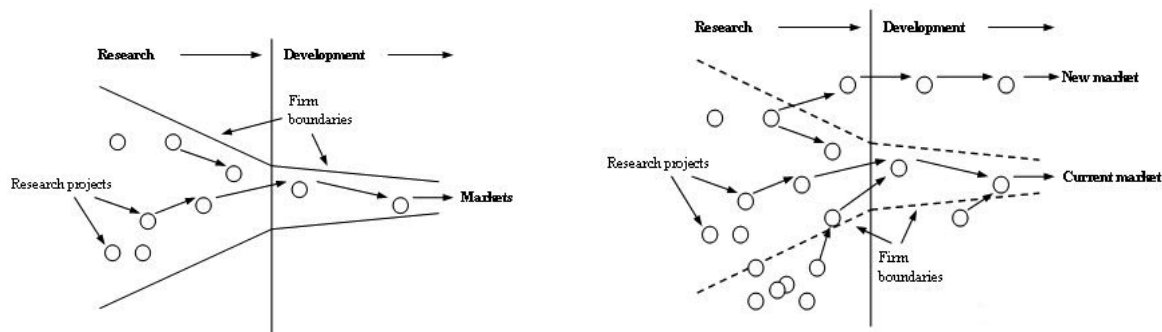 Research
Development
Firm
boundaries
Research projects
Markets
Research
Development
New market
Research projects
Current market
Firm
boundaries